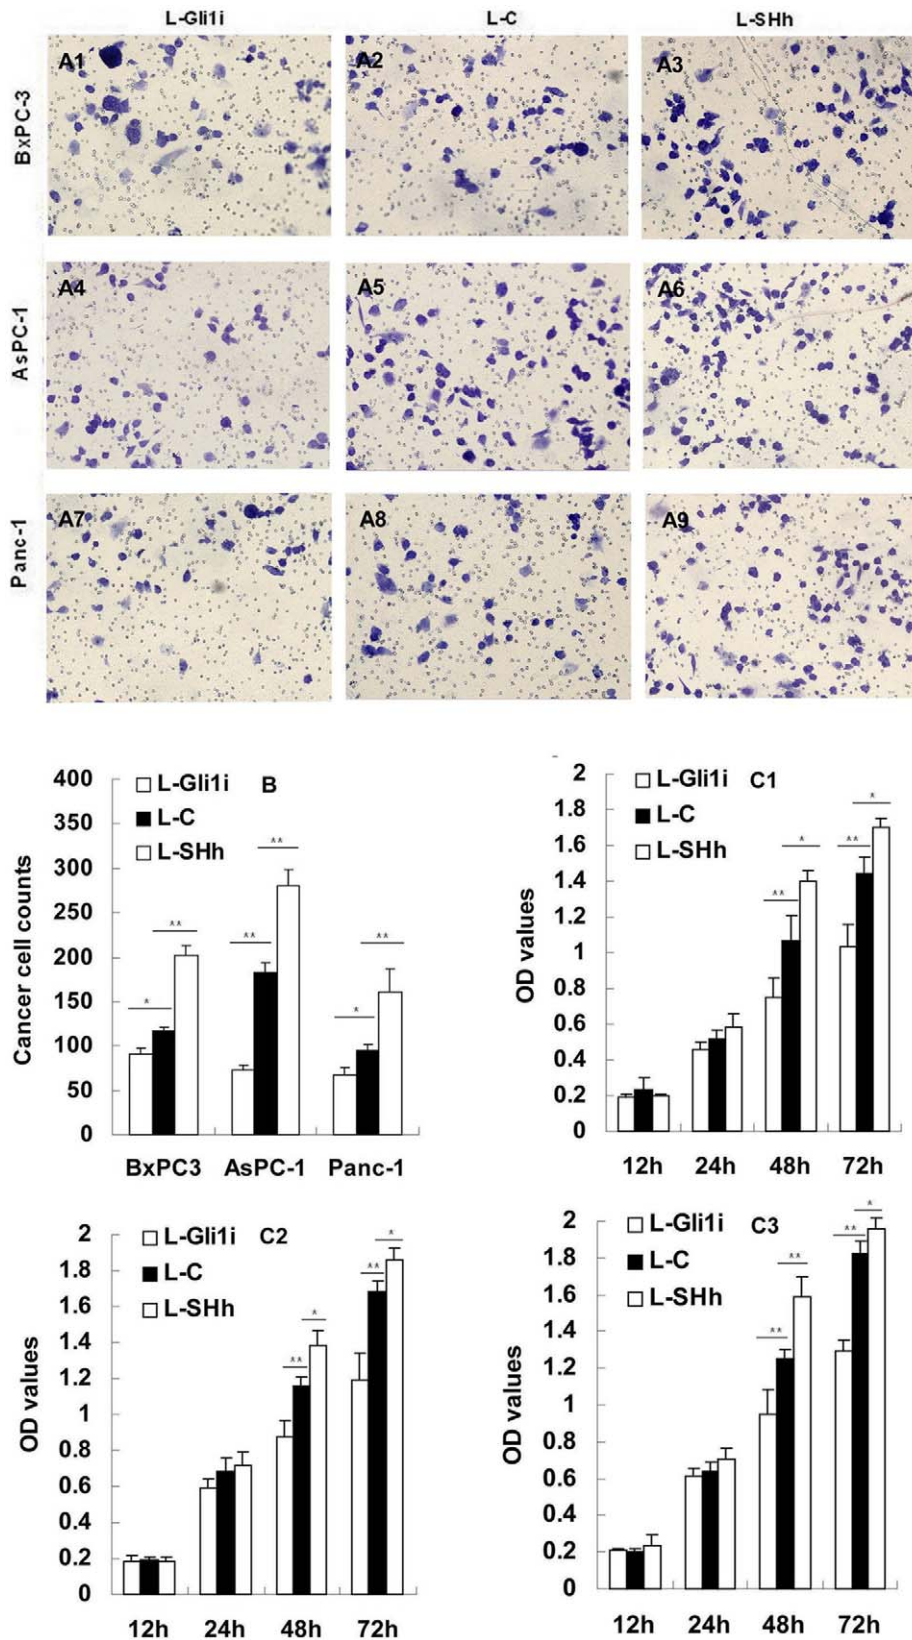 L-Gli1i L-C L-SHh
BxPC-3
A1 A2 A3
AsPC-1
A4 A5 A6
Panc-1
A7 A8 A9
B
L-Gli1i
L-C
L-SHh
Cancer cell counts
400
350
300
250
200
150
100
50
0
* ** ** ** * **
BxPC3 AsPC-1 Panc-1
C1
L-Gli1i
L-C
L-SHh
OD values
2
1.8
1.6
1.4
1.2
1
0.8
0.6
0.4
0.2
0
** * ** *
12h 24h 48h 72h
C2
L-Gli1i
L-C
L-SHh
OD values
2
1.8
1.6
1.4
1.2
1
0.8
0.6
0.4
0.2
0
** * ** *
12h 24h 48h 72h
C3
L-Gli1i
L-C
L-SHh
OD values
2
1.8
1.6
1.4
1.2
1
0.8
0.6
0.4
0.2
0
** ** ** *
12h 24h 48h 72h